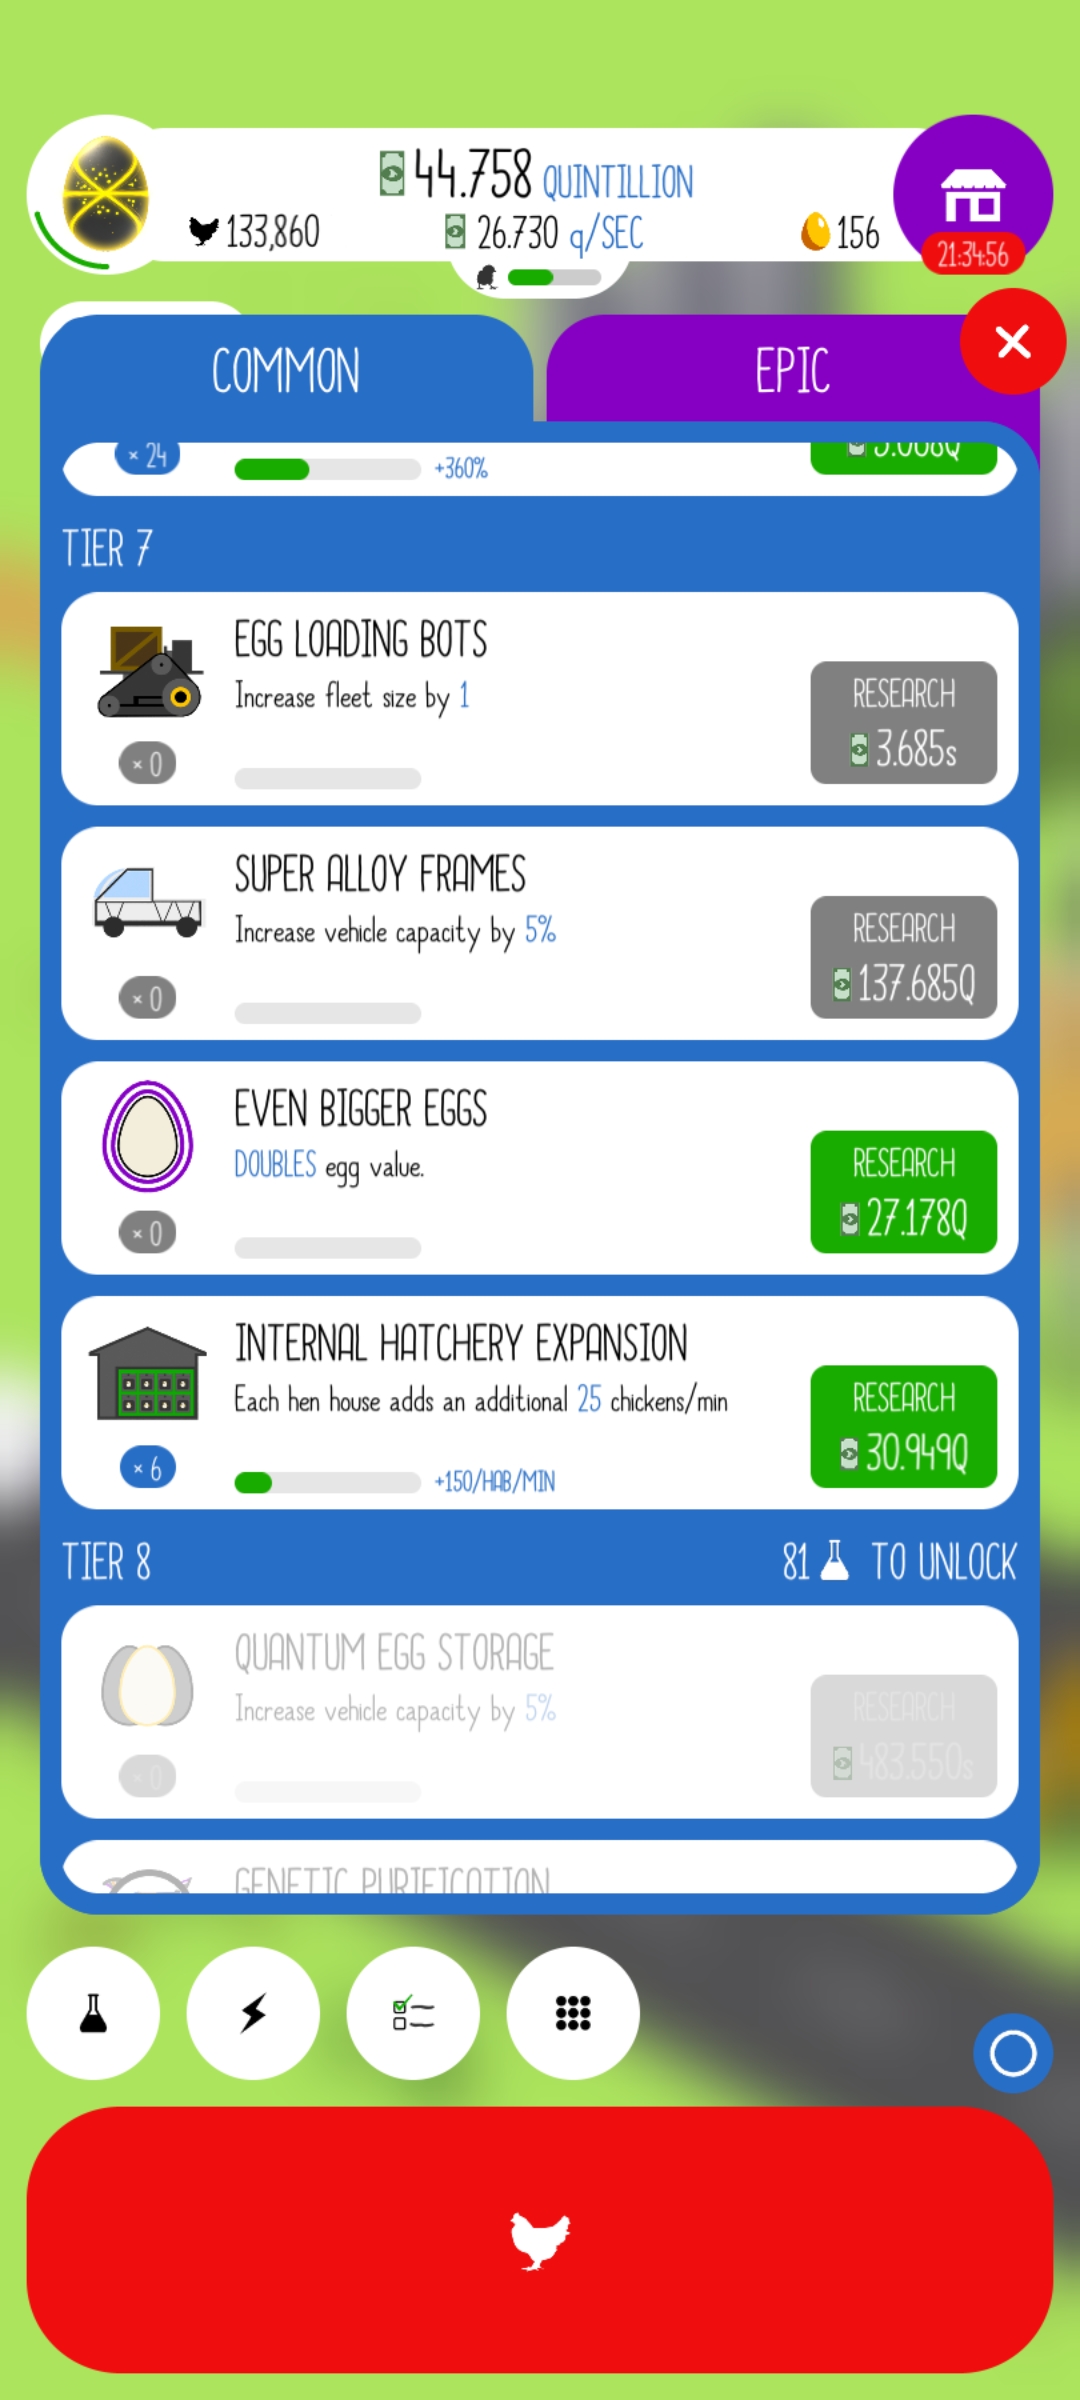 44.758 QUINTILLION
133,860
26.730 q/SEC
156
21:34:56
COMMON
EPIC
× 24
+360%
TIER 7
EGG LOADING BOTS
Increase fleet size by 1
RESEARCH
3.685s
× 0
SUPER ALLOY FRAMES
Increase vehicle capacity by 5%
RESEARCH
137.685Q
× 0
EVEN BIGGER EGGS
DOUBLES egg value.
RESEARCH
27.178Q
× 0
INTERNAL HATCHERY EXPANSION
Each hen house adds an additional 25 chickens/min
RESEARCH
30.949Q
× 6
+150/HAB/MIN
TIER 8
81 TO UNLOCK
QUANTUM EGG STORAGE
Increase vehicle capacity by 5%
RESEARCH
483.550s
× 0
GENETIC PURIFICATION